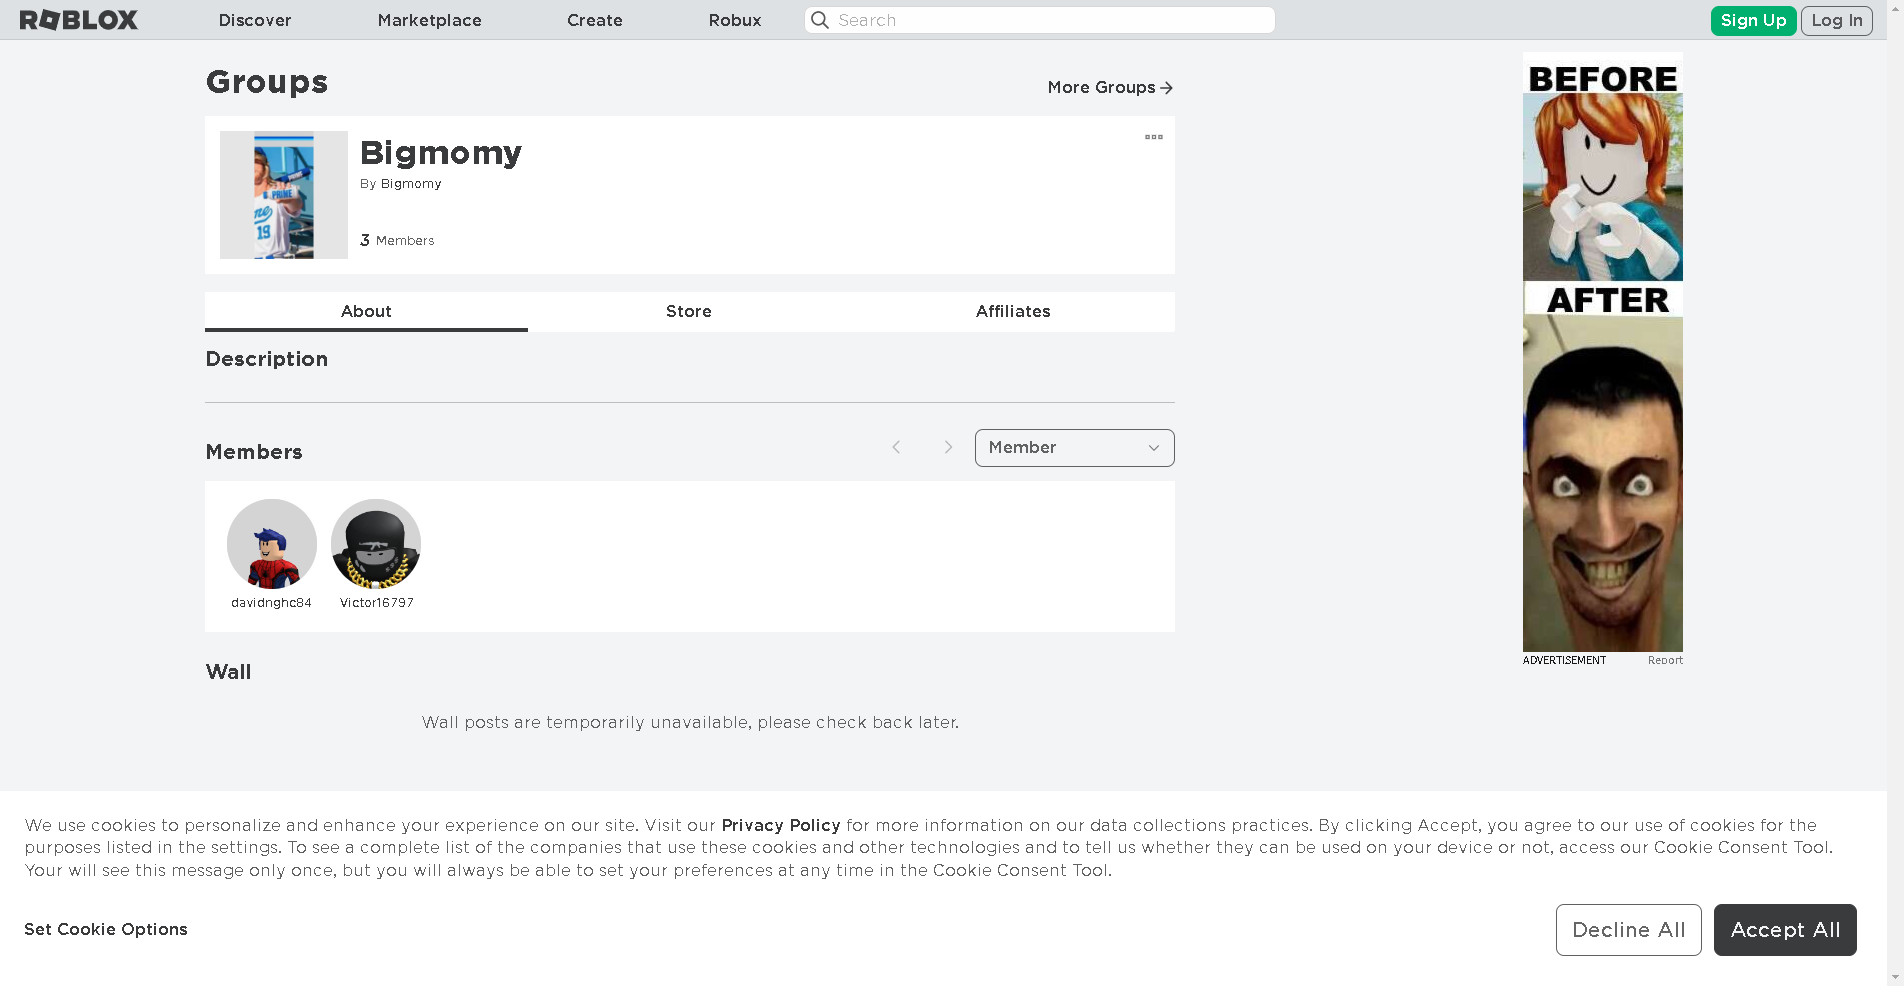 ROBLOX
Discover
Marketplace
Create
Robux
Search
Sign Up
Log In
Groups
More Groups
Bigmomy
By Bigmomy
3 Members
About
Store
Affiliates
Description
Members
Member
davidnghc84
Victor16797
Wall
Wall posts are temporarily unavailable, please check back later.
BEFORE
AFTER
ADVERTISEMENT
Report
PRIME
19
We use cookies to personalize and enhance your experience on our site. Visit our Privacy Policy for more information on our data collections practices. By clicking Accept, you agree to our use of cookies for the
purposes listed in the settings. To see a complete list of the companies that use these cookies and other technologies and to tell us whether they can be used on your device or not, access our Cookie Consent Tool.
Your will see this message only once, but you will always be able to set your preferences at any time in the Cookie Consent Tool.
Set Cookie Options
Decline All
Accept All